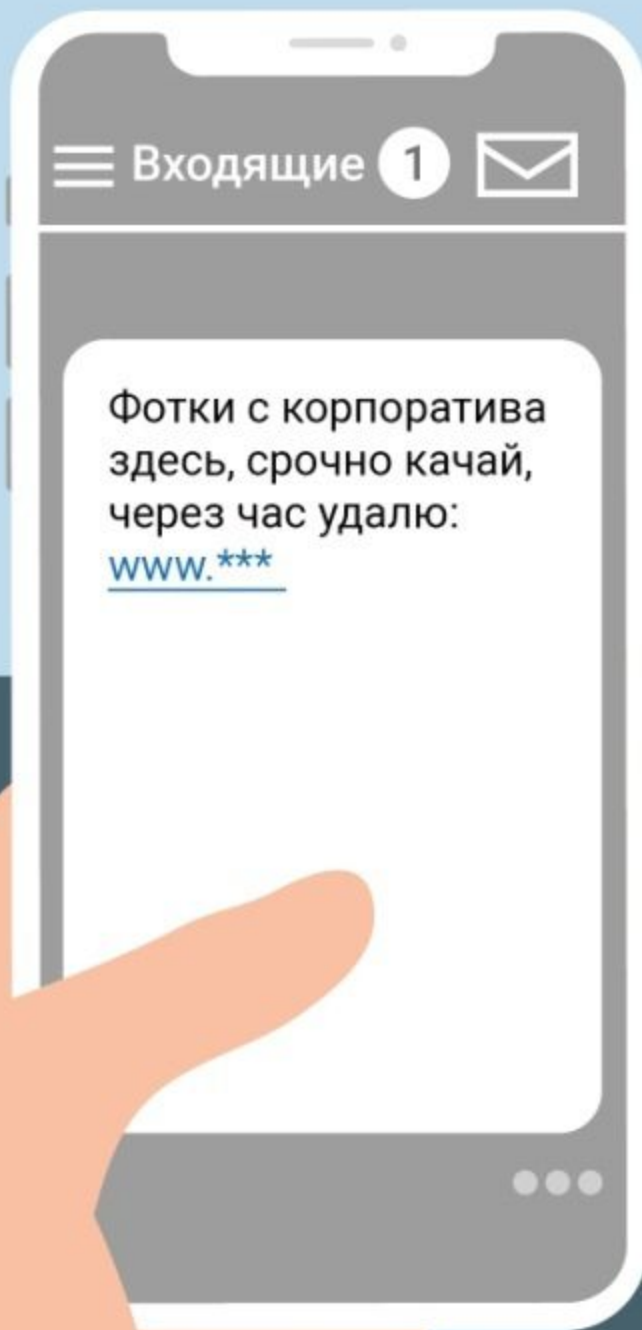 Входящие 1
Фотки с корпоратива
здесь, срочно качай,
через час удалю:
www.***